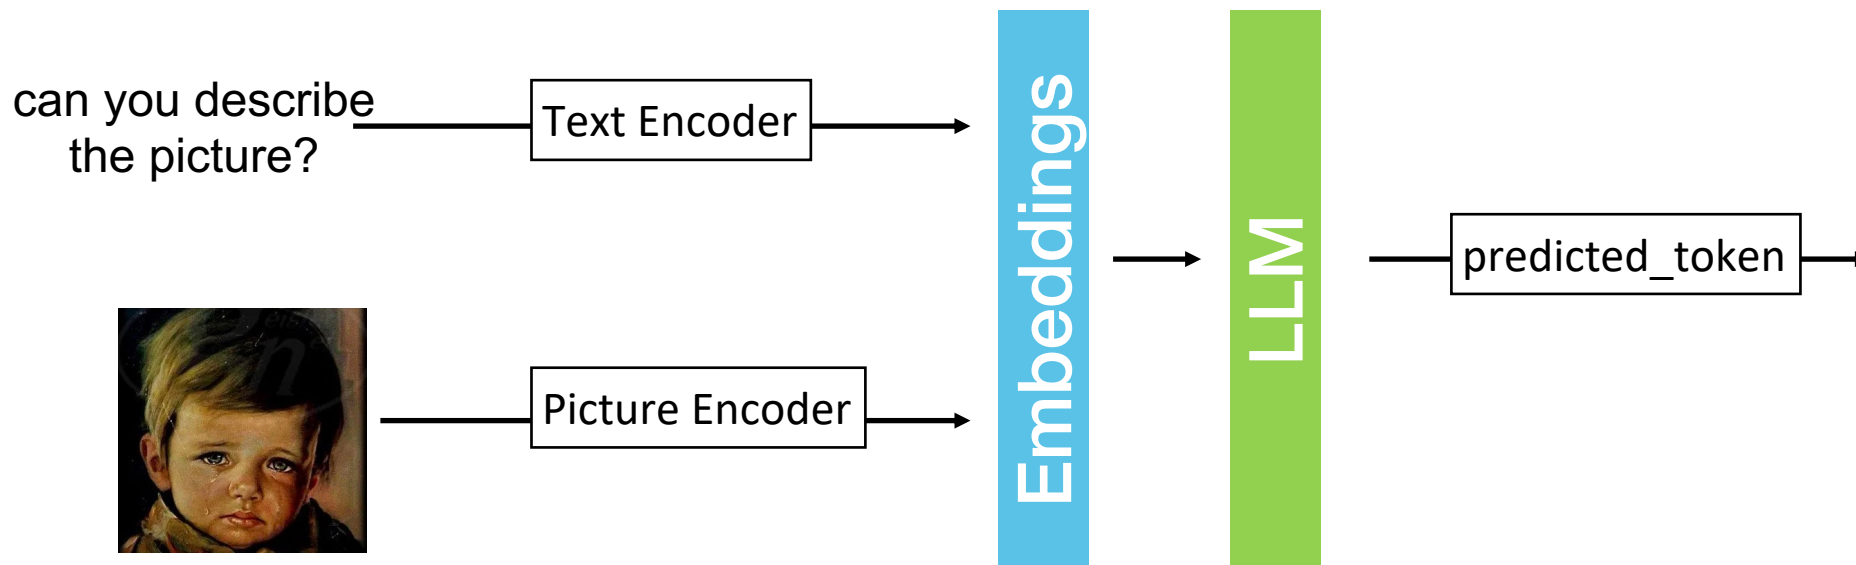 can you describe
the picture?
Text Encoder
Picture Encoder
Embeddings
LLM
predicted_token